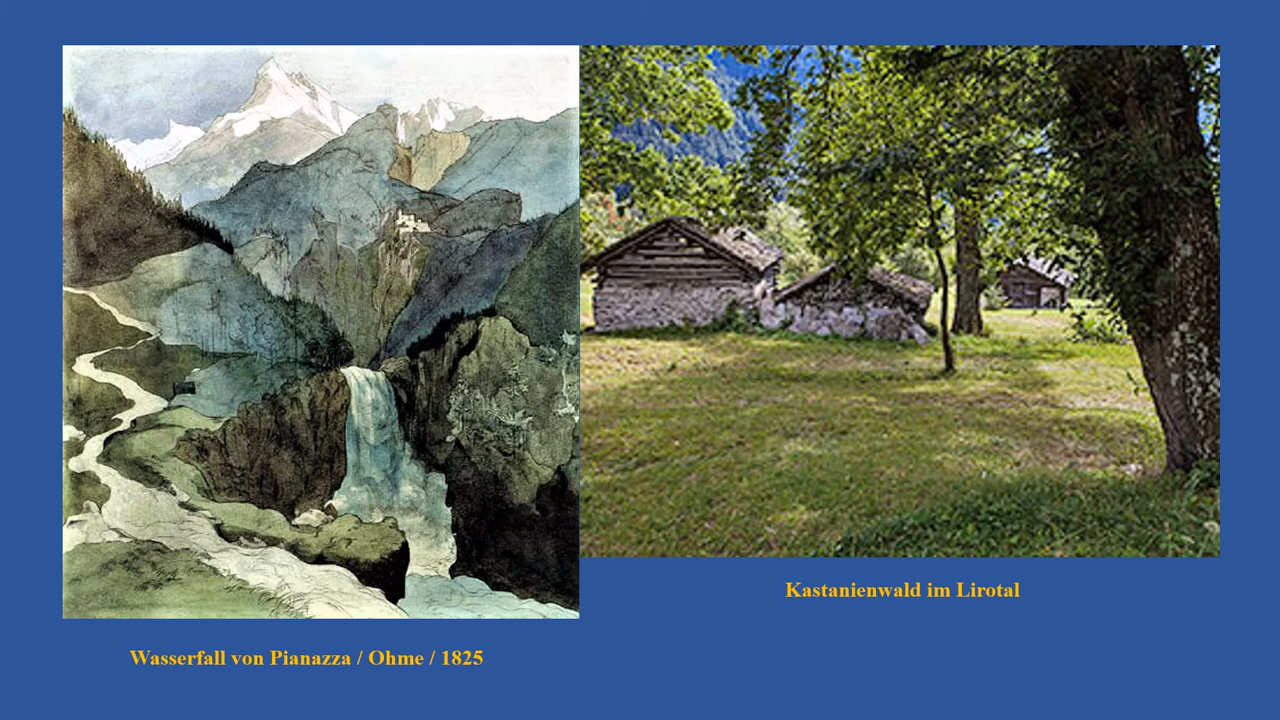 Kastanienwald im Lirotal
Wasserfall von Pianazza / Ohme / 1825